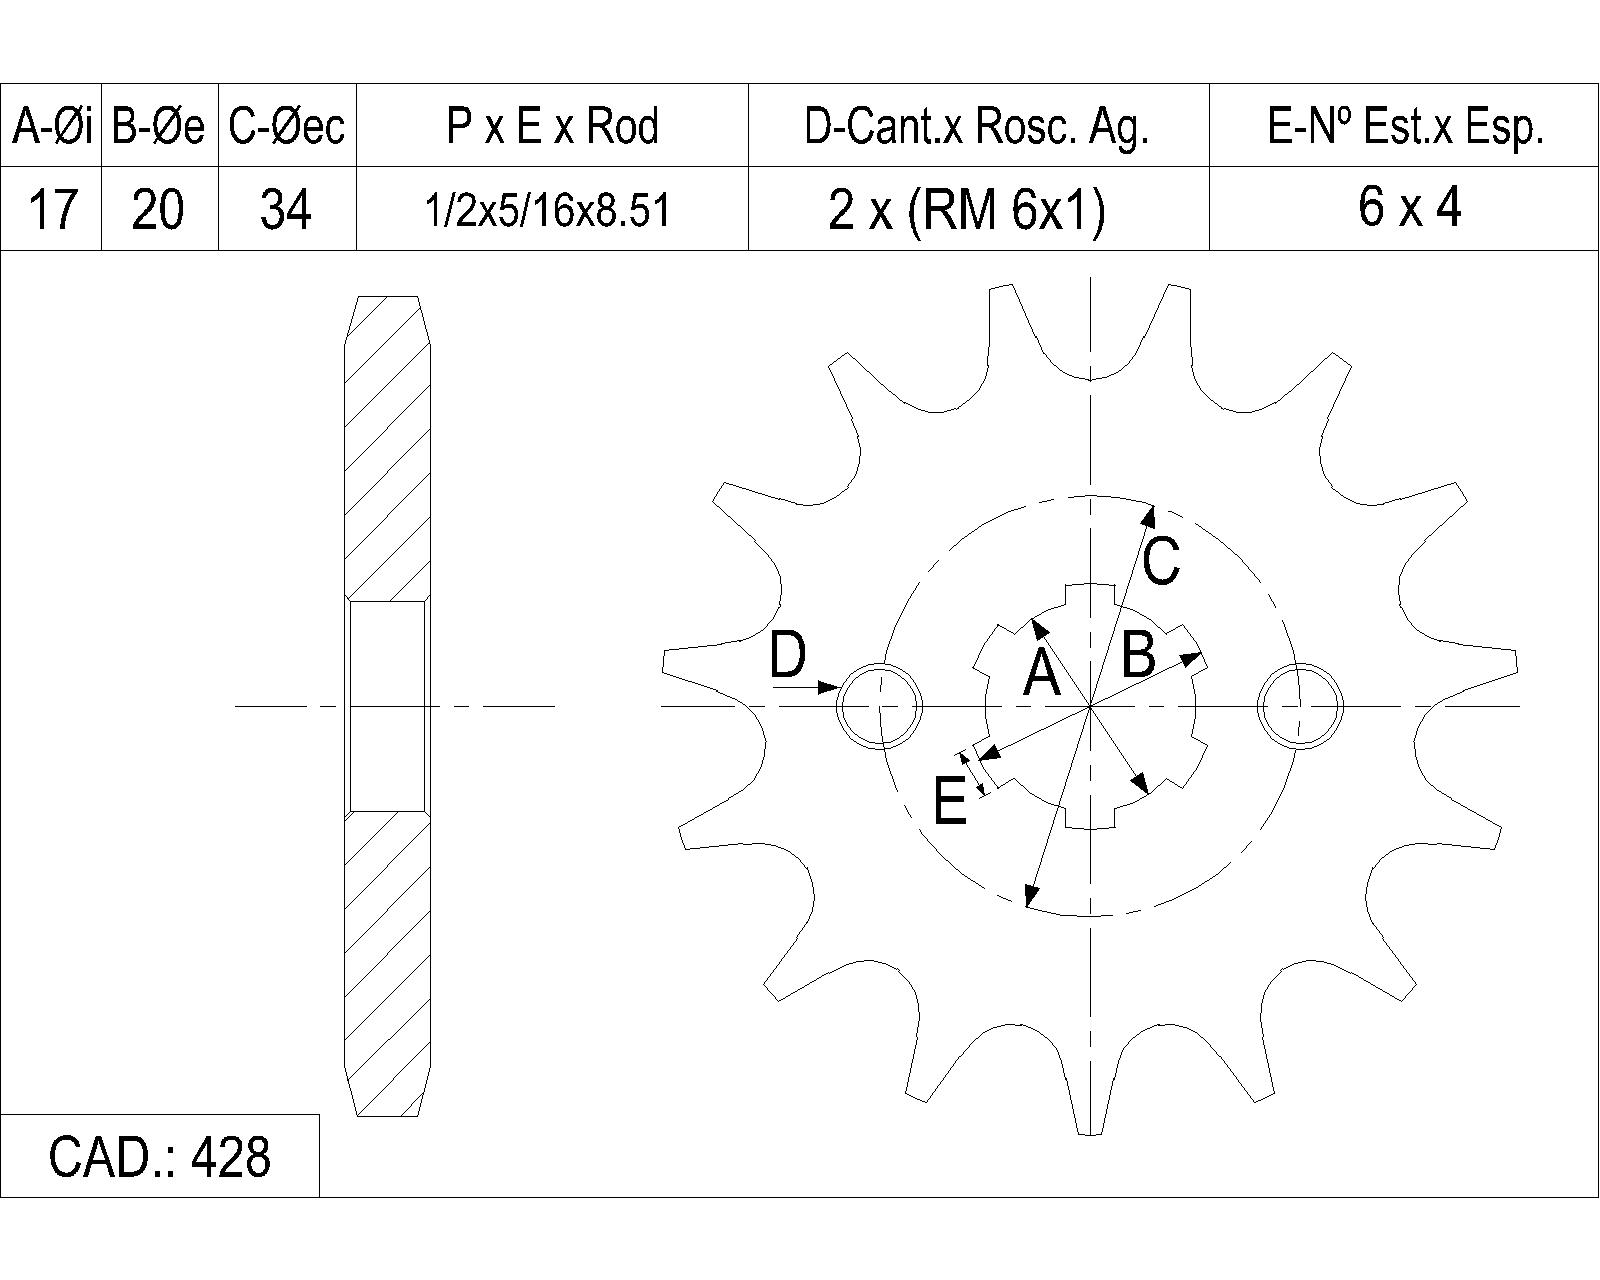 A-Øi B-Øe C-Øec P x E x Rod D-Cant.x Rosc. Ag. E-Nº Est.x Esp.
17 20 34 1/2x5/16x8.51 2 x (RM 6x1) 6 x 4
C
D
B
A
E
CAD.: 428